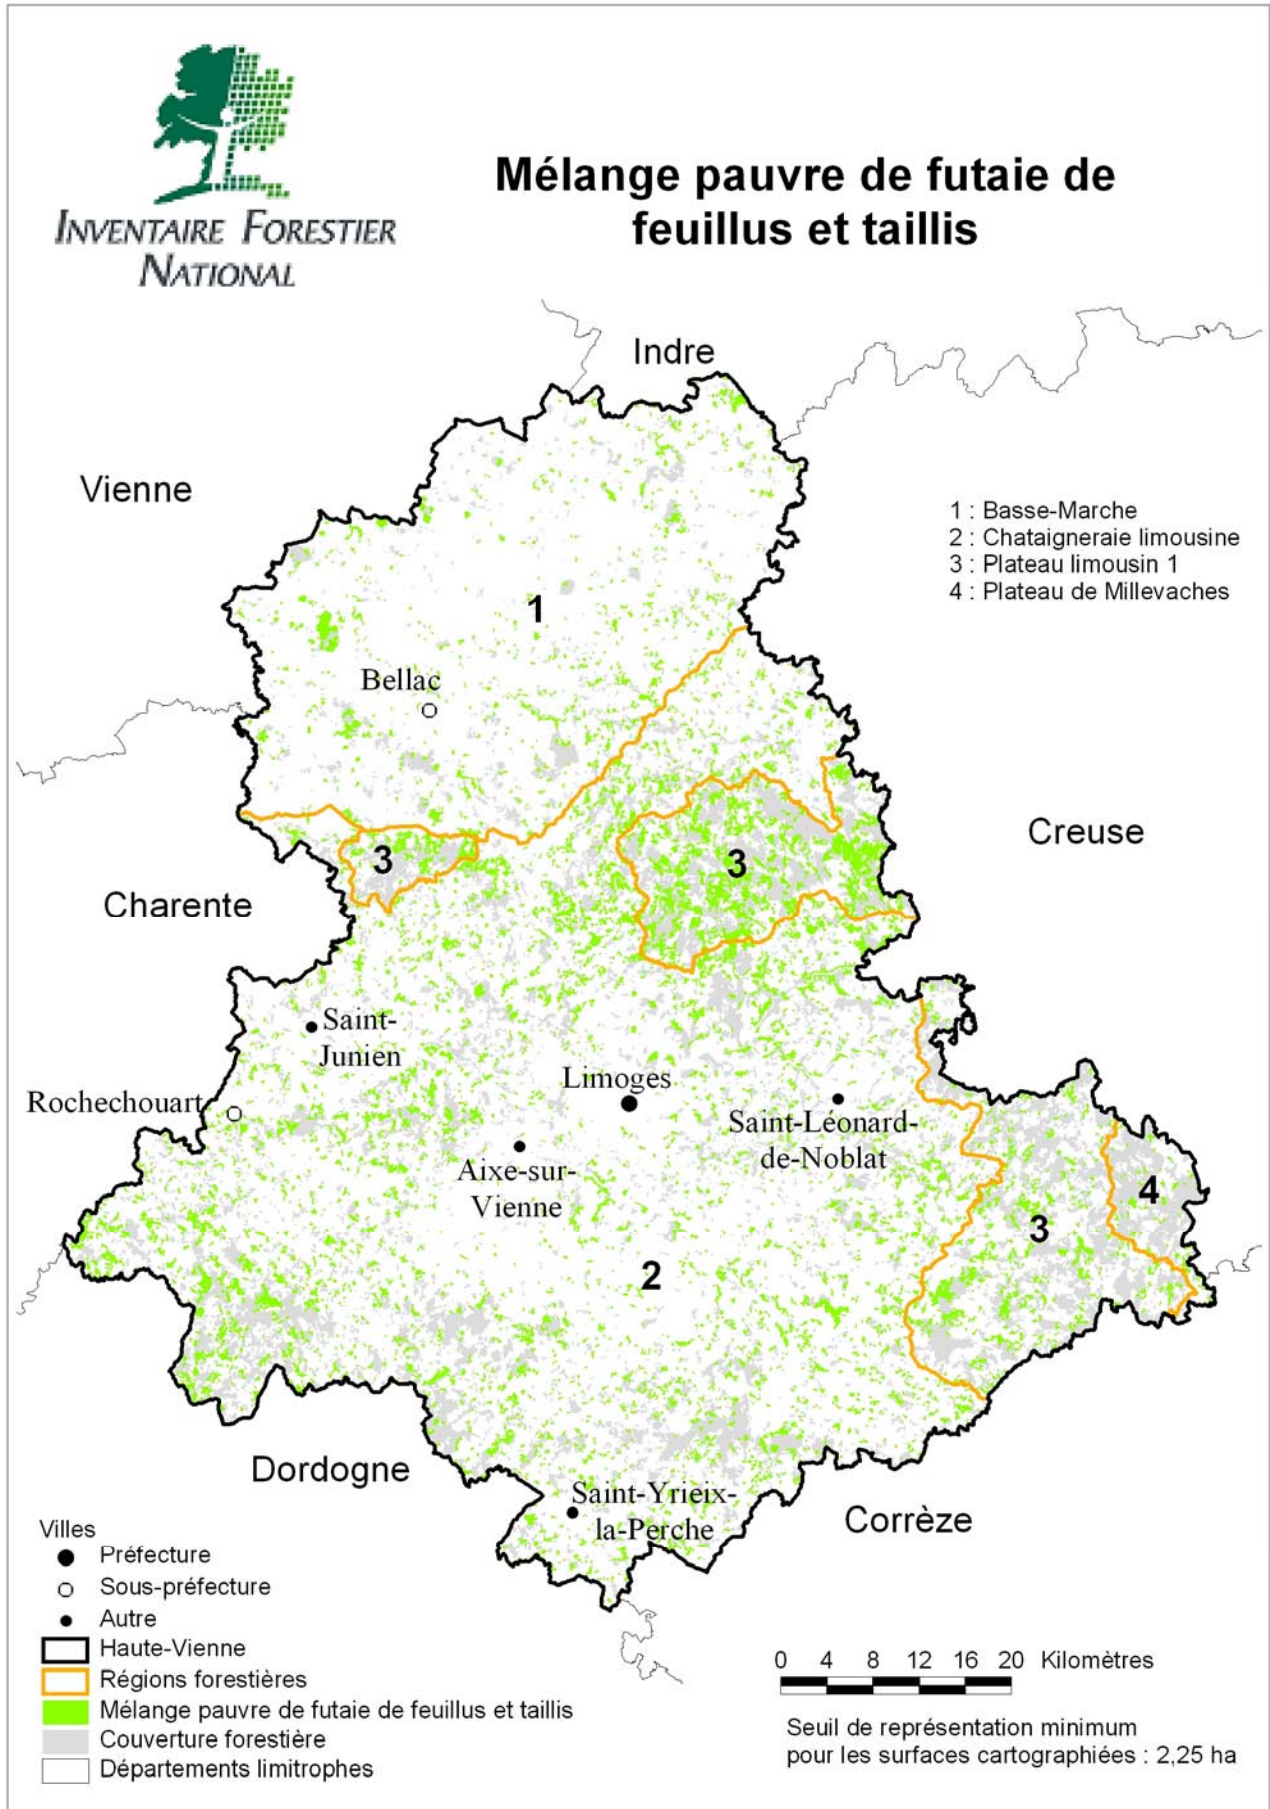 INVENTAIRE FORESTIER
NATIONAL
Mélange pauvre de futaie de
feuillus et taillis
Indre
Vienne
1 : Basse-Marche
2 : Chataigneraie limousine
3 : Plateau limousin 1
4 : Plateau de Millevaches
1
Bellac
Creuse
3
3
Charente
Saint-
Junien
Limoges
Rochechouart
Saint-Léonard-
de-Noblat
Aixe-sur-
Vienne
4
3
2
Dordogne
Saint-Yrieix-
la-Perche
Corrèze
Villes
Préfecture
Sous-préfecture
Autre
Haute-Vienne
Régions forestières
Mélange pauvre de futaie de feuillus et taillis
Couverture forestière
Départements limitrophes
0 4 8 12 16 20 Kilomètres
Seuil de représentation minimum
pour les surfaces cartographiées : 2,25 ha